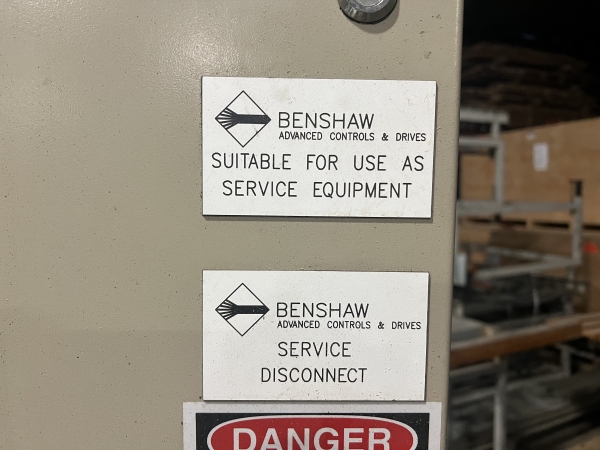 BENSHAW
ADVANCED CONTROLS & DRIVES
SUITABLE FOR USE AS
SERVICE EQUIPMENT
BENSHAW
ADVANCED CONTROLS & DRIVES
SERVICE
DISCONNECT
DANGER